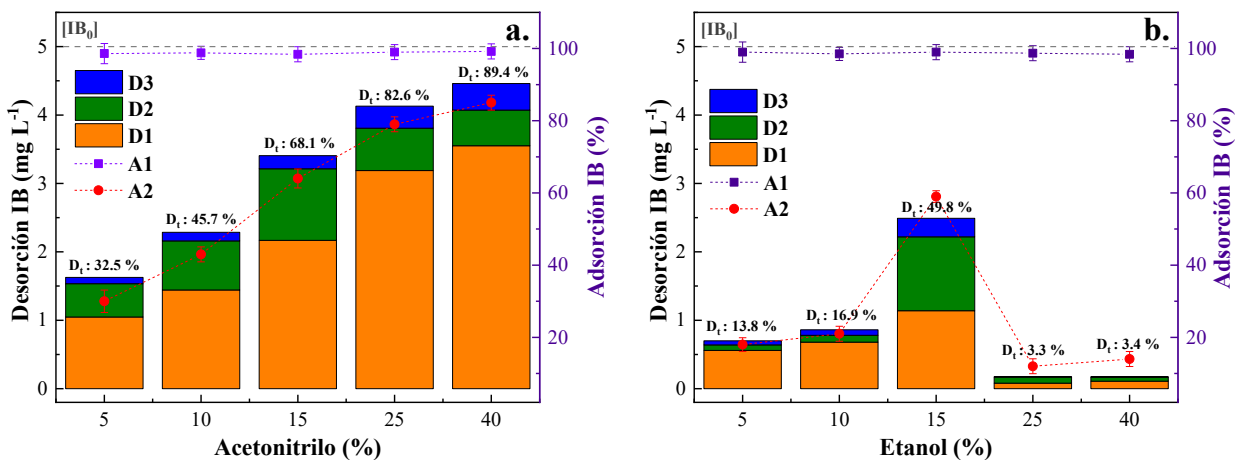 [IB₀]
a.
D3
D2
D1
A1
A2
Dₜ : 32.5 %
Dₜ : 45.7 %
Dₜ : 68.1 %
Dₜ : 82.6 %
Dₜ : 89.4 %
Desorción IB (mg L⁻¹)
5
4
3
2
1
0
Adsorción IB (%)
100
80
60
40
20
5 10 15 25 40
Acetonitrilo (%)
[IB₀]
b.
D3
D2
D1
A1
A2
Dₜ : 13.8 %
Dₜ : 16.9 %
Dₜ : 49.8 %
Dₜ : 3.3 %
Dₜ : 3.4 %
Desorción IB (mg L⁻¹)
5
4
3
2
1
0
Adsorción IB (%)
100
80
60
40
20
5 10 15 25 40
Etanol (%)